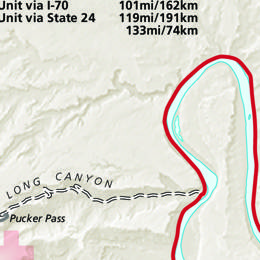 Unit via I-70 101mi/162km
Unit via State 24 119mi/191km
133mi/74km
LONG CANYON
Pucker Pass